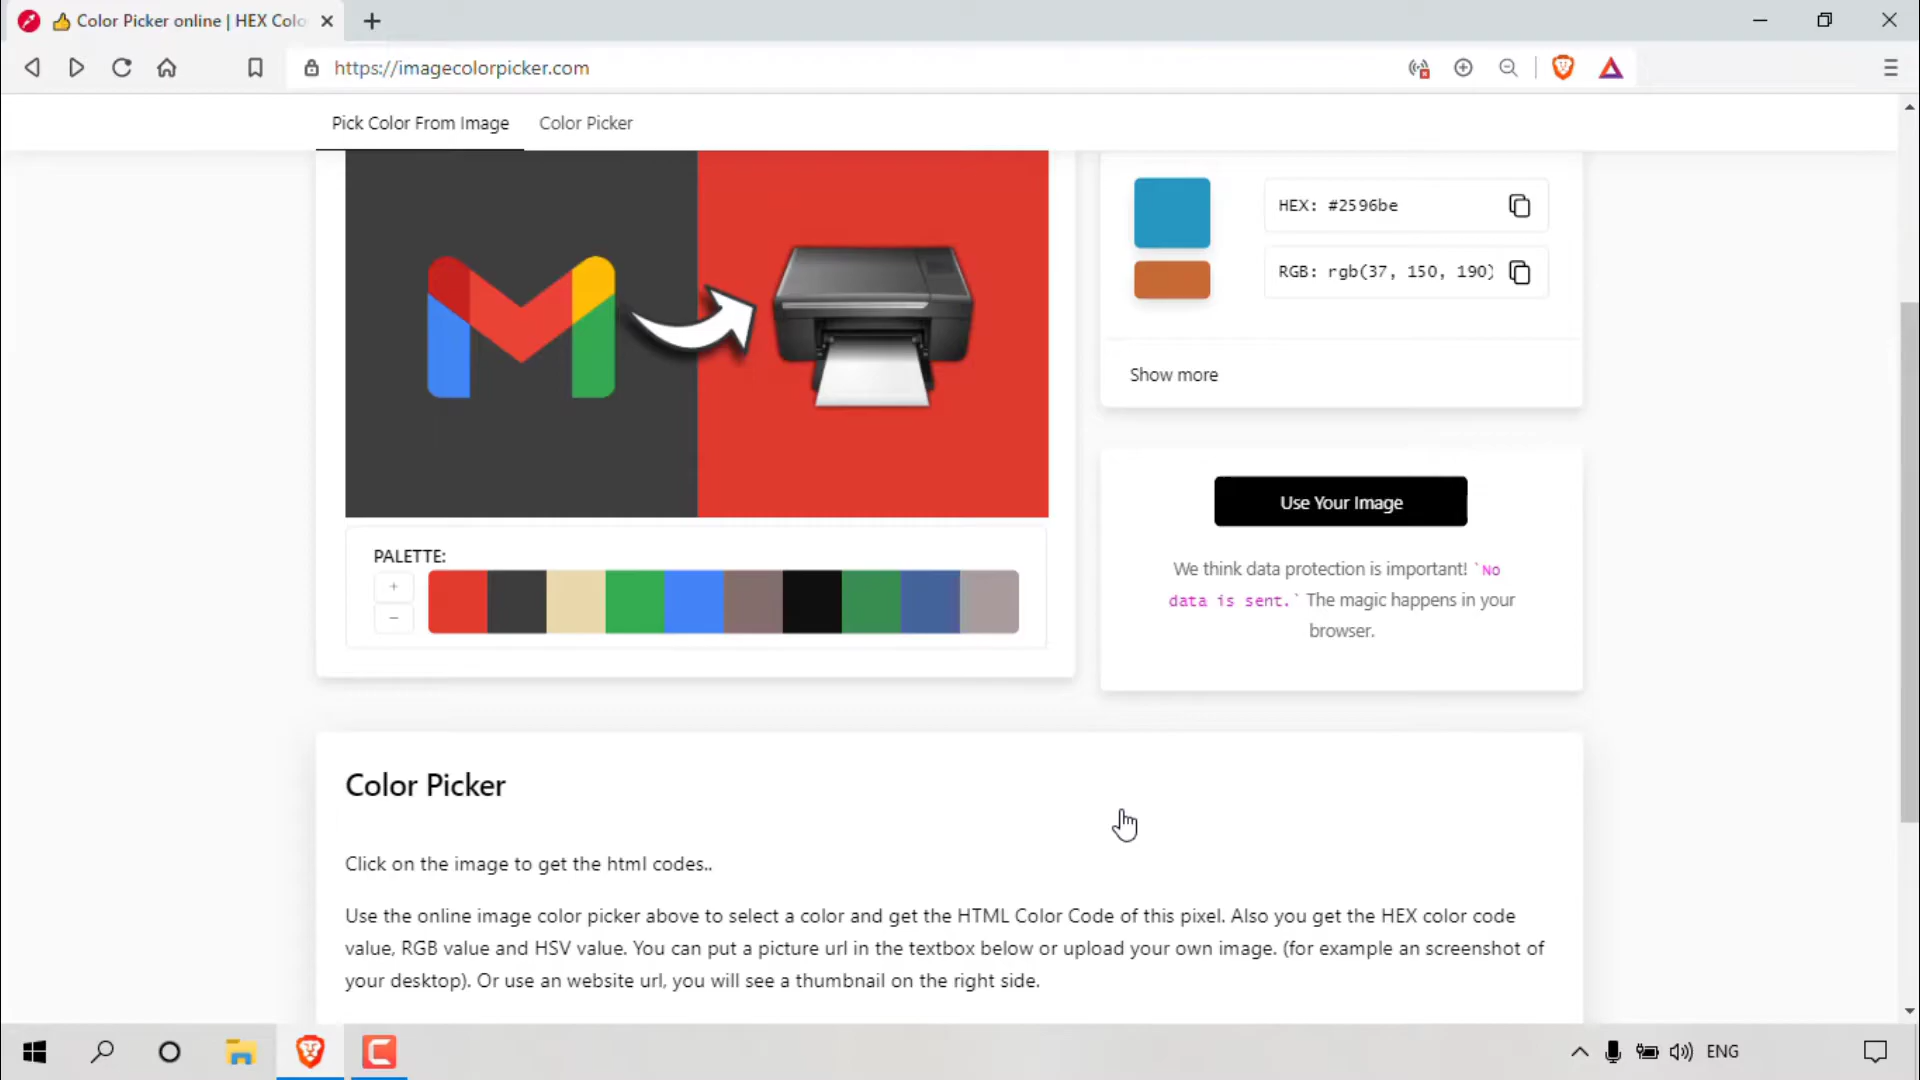 Color Picker online | HEX Colo
https://imagecolorpicker.com
Pick Color From Image
Color Picker
HEX: #2596be
RGB: rgb(37, 150, 190)
Show more
Use Your Image
We think data protection is important! `No
data is sent.` The magic happens in your
browser.
PALETTE:
+
−
Color Picker
Click on the image to get the html codes..
Use the online image color picker above to select a color and get the HTML Color Code of this pixel. Also you get the HEX color code
value, RGB value and HSV value. You can put a picture url in the textbox below or upload your own image. (for example an screenshot of
your desktop). Or use an website url, you will see a thumbnail on the right side.
ENG